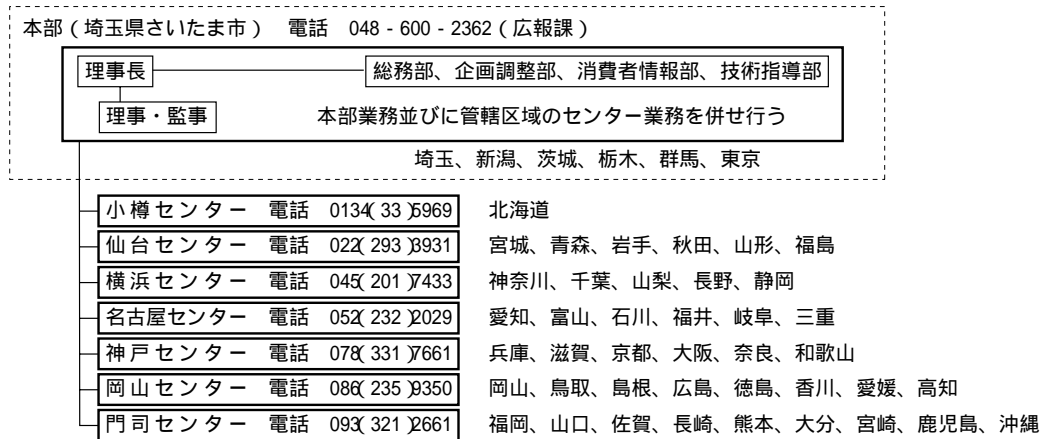 本部(埼玉県さいたま市) 電話 048‐600‐2362(広報課)
理事長 総務部、企画調整部、消費者情報部、技術指導部
理事・監事 本部業務並びに管轄区域のセンター業務を併せ行う
埼玉、新潟、茨城、栃木、群馬、東京
小樽センター 電話 0134(33)5969 北海道
仙台センター 電話 022(293)3931 宮城、青森、岩手、秋田、山形、福島
横浜センター 電話 045(201)7433 神奈川、千葉、山梨、長野、静岡
名古屋センター 電話 052(232)2029 愛知、富山、石川、福井、岐阜、三重
神戸センター 電話 078(331)7661 兵庫、滋賀、京都、大阪、奈良、和歌山
岡山センター 電話 086(235)9350 岡山、鳥取、島根、広島、徳島、香川、愛媛、高知
門司センター 電話 093(321)2661 福岡、山口、佐賀、長崎、熊本、大分、宮崎、鹿児島、沖縄